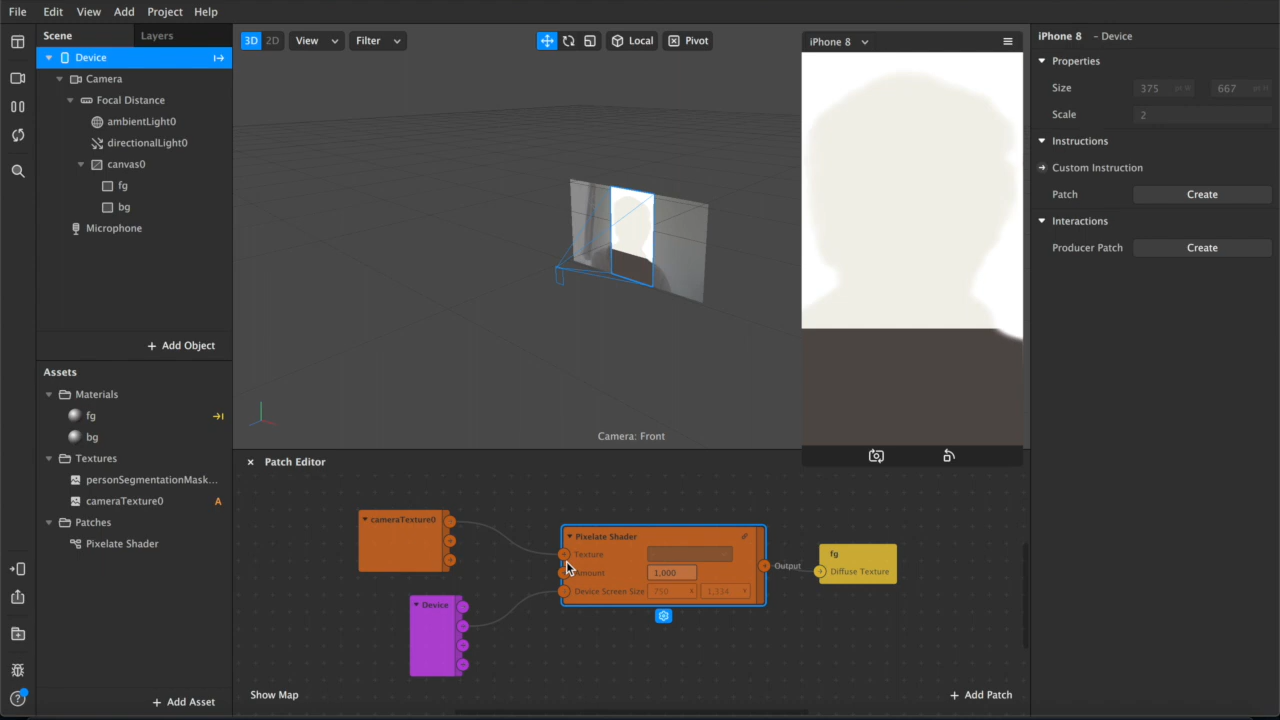 File Edit View Add Project Help
Scene Layers
Device
Camera
Focal Distance
ambientLight0
directionalLight0
canvas0
fg
bg
Microphone
+ Add Object
Assets
Materials
fg
bg
Textures
personSegmentationMask...
cameraTexture0 A
Patches
Pixelate Shader
+ Add Asset
3D 2D View Filter Local Pivot
Camera: Front
iPhone 8
Patch Editor
cameraTexture0
Device
Pixelate Shader
Texture
Amount 1,000
Device Screen Size 750 X 1,334 Y
Output
fg
Diffuse Texture
Show Map
+ Add Patch
iPhone 8 - Device
Properties
Size 375 pt W 667 pt H
Scale 2
Instructions
Custom Instruction
Patch Create
Interactions
Producer Patch Create